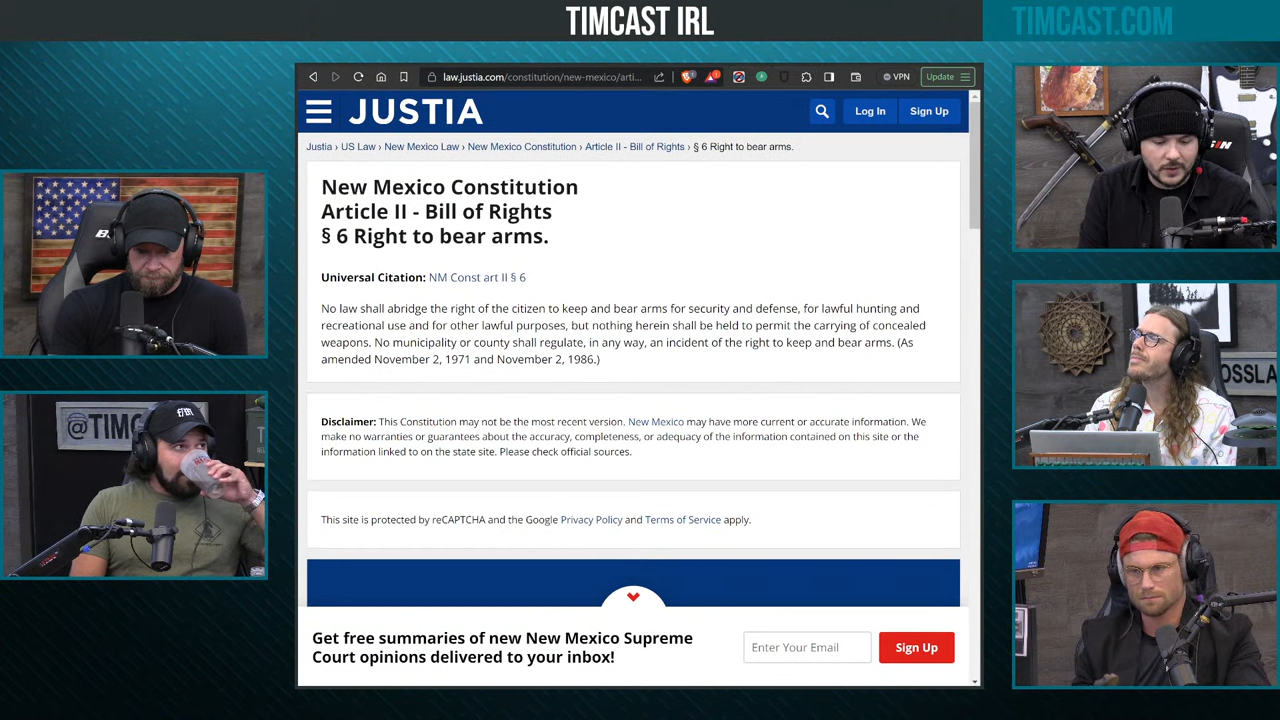 TIMCAST IRL
TIMCAST.COM
law.justia.com/constitution/new-mexico/arti...
VPN
Update
JUSTIA
Log In
Sign Up
Justia › US Law › New Mexico Law › New Mexico Constitution › Article II - Bill of Rights › § 6 Right to bear arms.
New Mexico Constitution
Article II - Bill of Rights
§ 6 Right to bear arms.
Universal Citation: NM Const art II § 6
No law shall abridge the right of the citizen to keep and bear arms for security and defense, for lawful hunting and
recreational use and for other lawful purposes, but nothing herein shall be held to permit the carrying of concealed
weapons. No municipality or county shall regulate, in any way, an incident of the right to keep and bear arms. (As
amended November 2, 1971 and November 2, 1986.)
Disclaimer: This Constitution may not be the most recent version. New Mexico may have more current or accurate information. We
make no warranties or guarantees about the accuracy, completeness, or adequacy of the information contained on this site or the
information linked to on the state site. Please check official sources.
This site is protected by reCAPTCHA and the Google Privacy Policy and Terms of Service apply.
Get free summaries of new New Mexico Supreme
Court opinions delivered to your inbox!
Enter Your Email
Sign Up
@TIMC
OSSLA